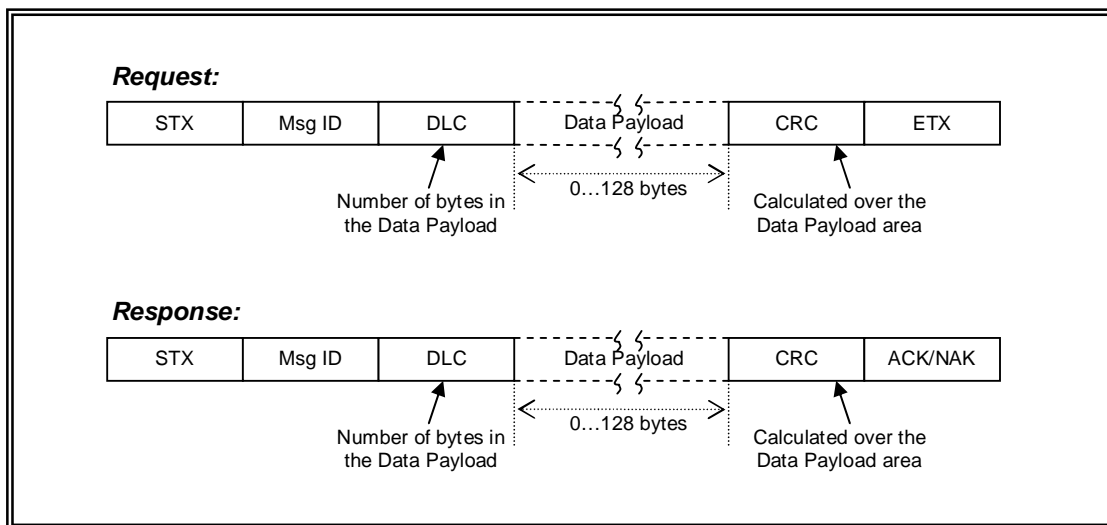 Request:
STX Msg ID DLC Data Payload CRC ETX
0…128 bytes
Number of bytes in
the Data Payload
Calculated over the
Data Payload area
Response:
STX Msg ID DLC Data Payload CRC ACK/NAK
0…128 bytes
Number of bytes in
the Data Payload
Calculated over the
Data Payload area